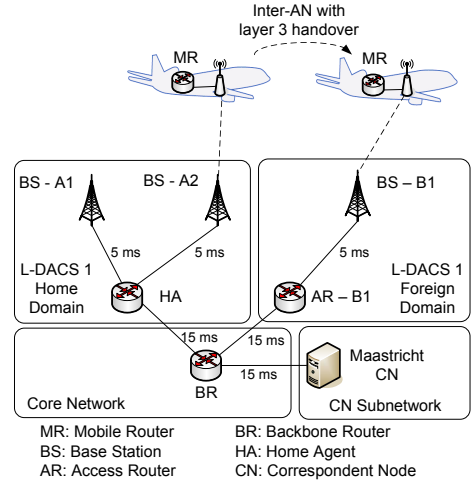 Inter-AN with
layer 3 handover
MR
MR
BS - A1
BS - A2
BS – B1
5 ms
5 ms
5 ms
L-DACS 1
Home
Domain
HA
AR – B1
L-DACS 1
Foreign
Domain
15 ms
15 ms
15 ms
BR
Maastricht
CN
Core Network
CN Subnetwork
MR: Mobile Router
BR: Backbone Router
BS: Base Station
HA: Home Agent
AR: Access Router
CN: Correspondent Node